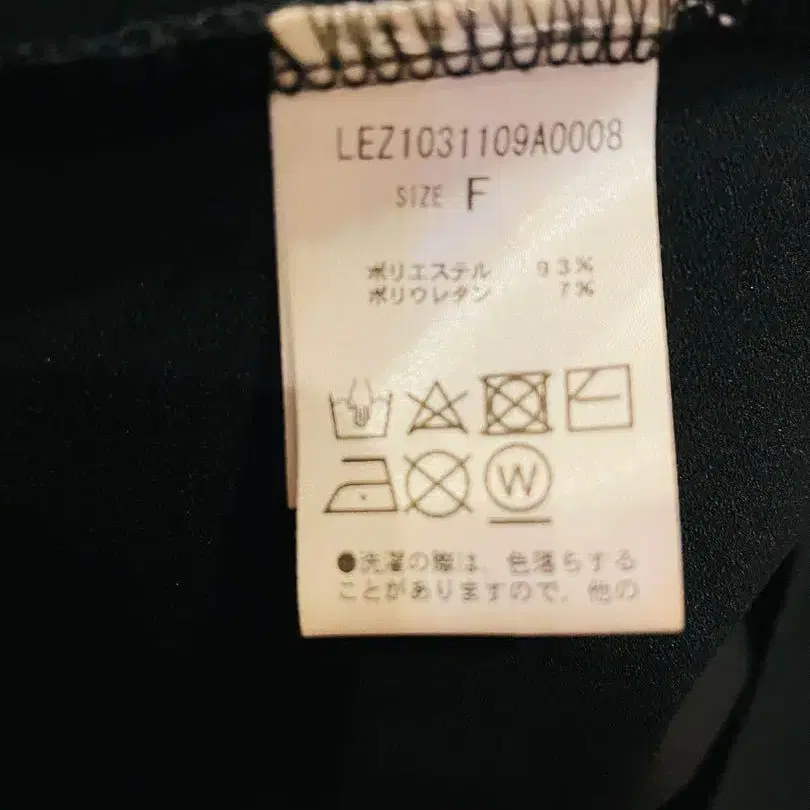 LEZ1031109A0008
SIZE F
ポリエステル 93%
ポリウレタン 7%
W
●洗濯の際は、色落ちする
ことがありますので、他の